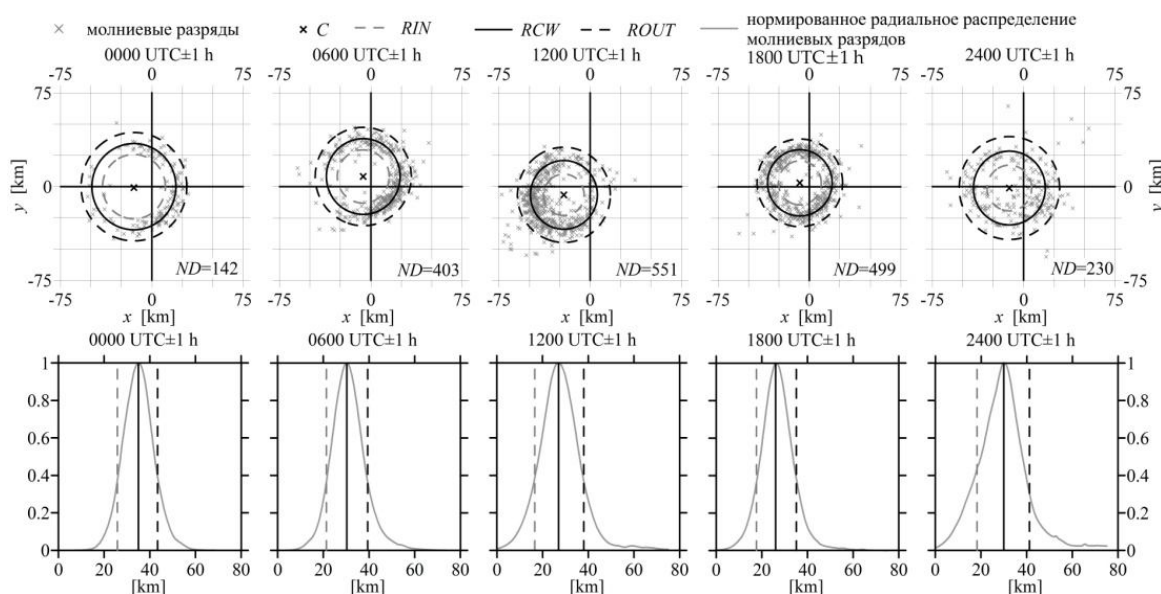 × молниевые разряды × C RIN RCW ROUT нормированное радиальное распределение
молниевых разрядов
0000 UTC±1 h 0600 UTC±1 h 1200 UTC±1 h 1800 UTC±1 h 2400 UTC±1 h
-75 0 75 -75 0 75 -75 0 75 -75 0 75 -75 0 75
75 75
y [km] 0 0 y [km]
ND=142 ND=403 ND=551 ND=499 ND=230
-75 -75
-75 0 75 -75 0 75 -75 0 75 -75 0 75 -75 0 75
x [km] x [km] x [km] x [km] x [km]
0000 UTC±1 h 0600 UTC±1 h 1200 UTC±1 h 1800 UTC±1 h 2400 UTC±1 h
1 1
0.8 0.8
0.6 0.6
0.4 0.4
0.2 0.2
0 0
0 20 40 60 80 0 20 40 60 80 0 20 40 60 80 0 20 40 60 80 0 20 40 60 80
[km] [km] [km] [km] [km]